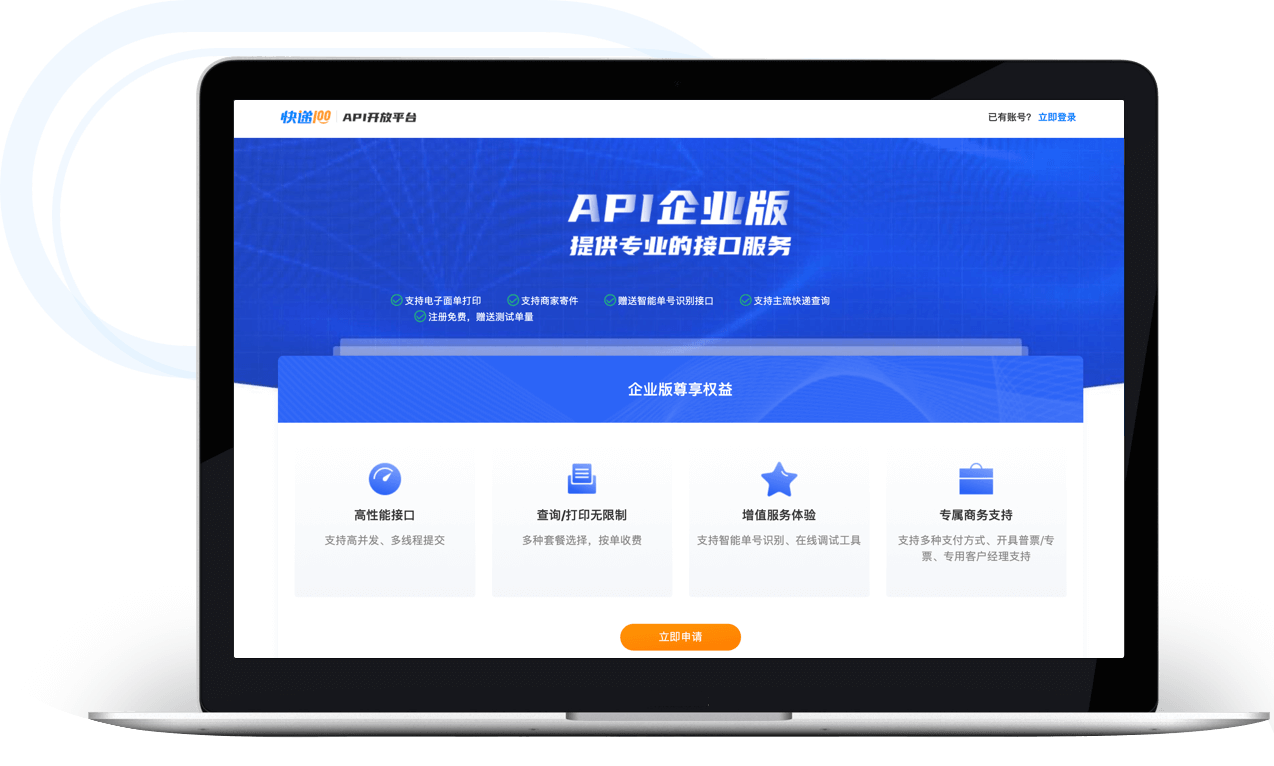 快递100 API开放平台
已有账号? 立即登录
API企业版
提供专业的接口服务
支持电子面单打印 支持商家寄件 赠送智能单号识别接口 支持主流快递查询
注册免费，赠送测试单量
企业版尊享权益
高性能接口
支持高并发、多线程提交
查询/打印无限制
多种套餐选择，按单收费
增值服务体验
支持智能单号识别、在线调试工具
专属商务支持
支持多种支付方式、开具普票/专
票、专用客户经理支持
立即申请